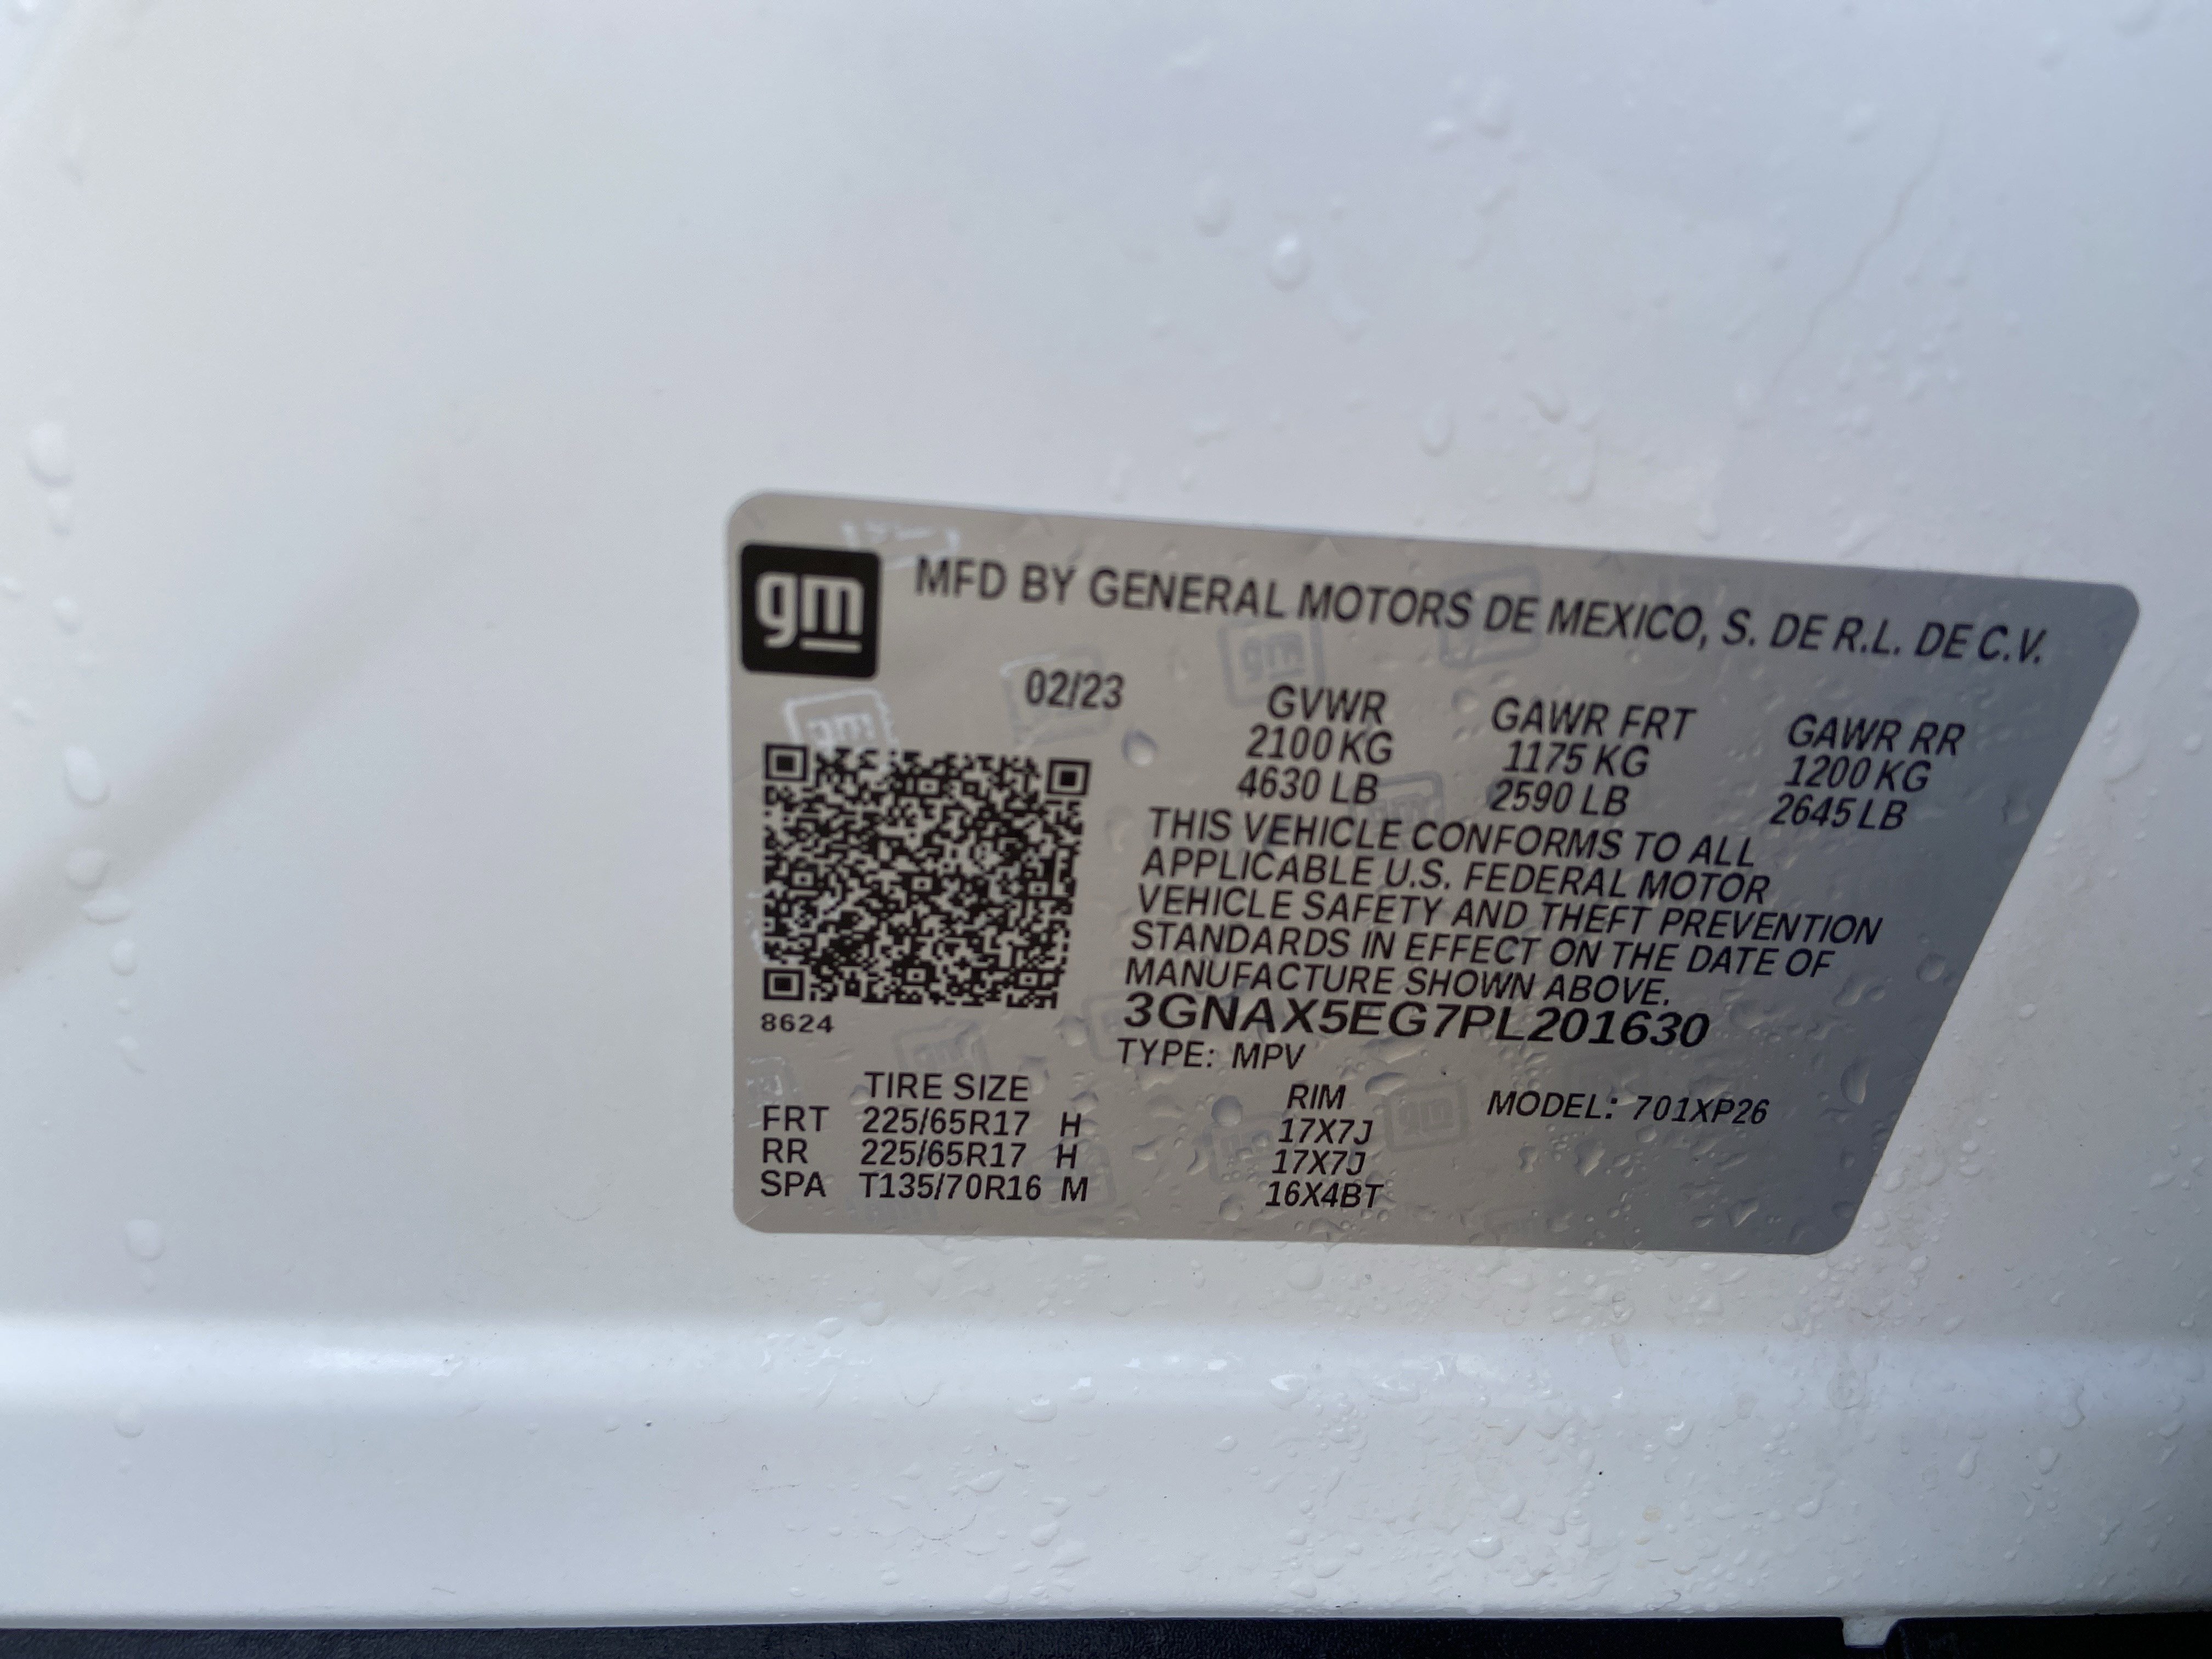 gm
MFD BY GENERAL MOTORS DE MEXICO, S. DE R.L. DE C.V.
02/23
GVWR GAWR FRT GAWR RR
2100 KG 1175 KG 1200 KG
4630 LB 2590 LB 2645 LB
THIS VEHICLE CONFORMS TO ALL
APPLICABLE U.S. FEDERAL MOTOR
VEHICLE SAFETY AND THEFT PREVENTION
STANDARDS IN EFFECT ON THE DATE OF
MANUFACTURE SHOWN ABOVE.
8624
3GNAX5EG7PL201630
TYPE: MPV
TIRE SIZE RIM MODEL: 701XP26
FRT 225/65R17 H 17X7J
RR 225/65R17 H 17X7J
SPA T135/70R16 M 16X4BT